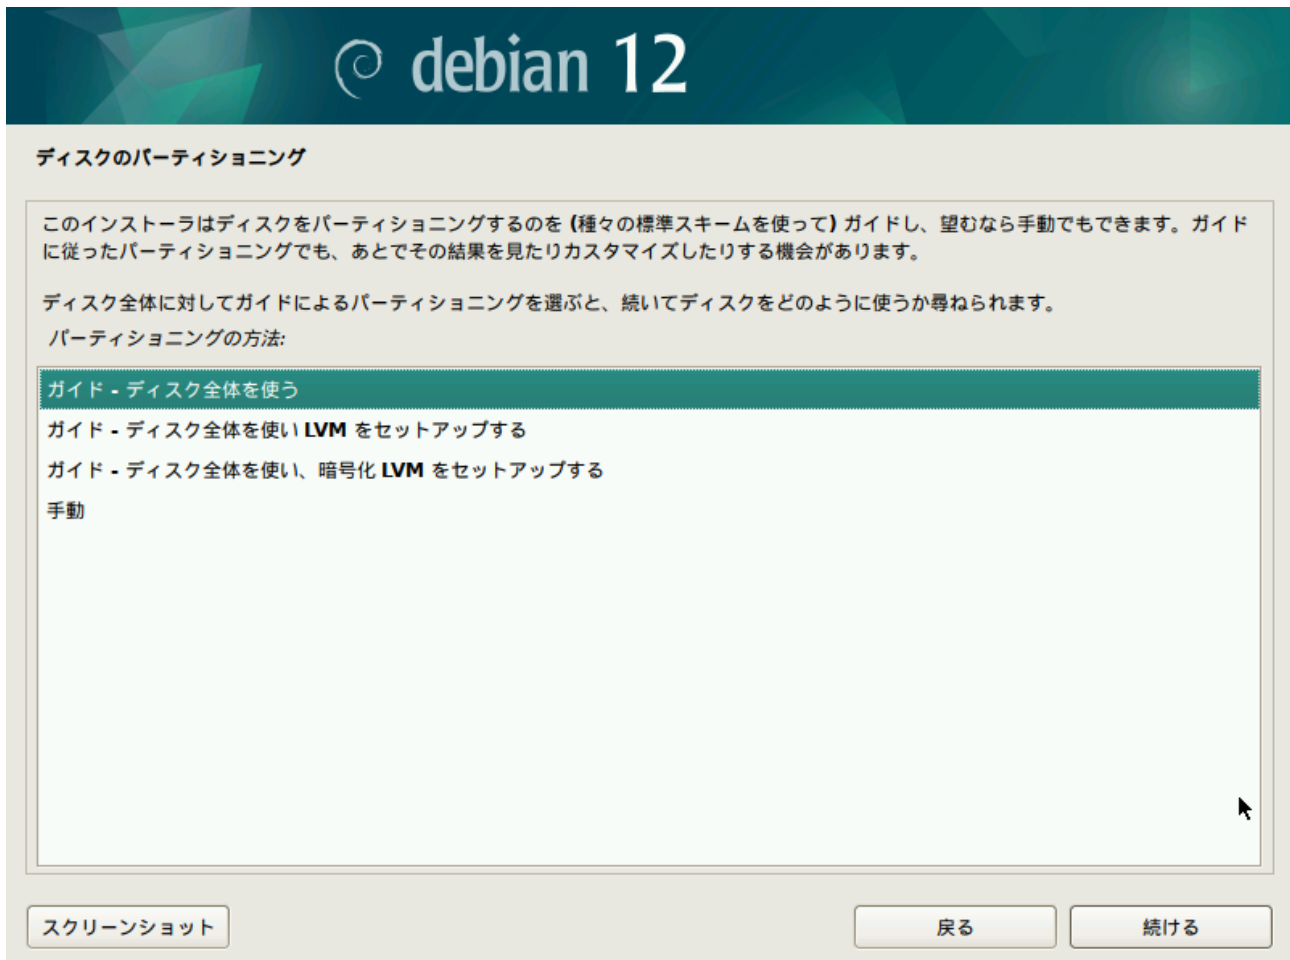 debian 12
ディスクのパーティショニング
このインストーラはディスクをパーティショニングするのを (種々の標準スキームを使って) ガイドし、望むなら手動でもできます。ガイド
に従ったパーティショニングでも、あとでその結果を見たりカスタマイズしたりする機会があります。
ディスク全体に対してガイドによるパーティショニングを選ぶと、続いてディスクをどのように使うか尋ねられます。
パーティショニングの方法:
ガイド - ディスク全体を使う
ガイド - ディスク全体を使い LVM をセットアップする
ガイド - ディスク全体を使い、暗号化 LVM をセットアップする
手動
スクリーンショット
戻る
続ける